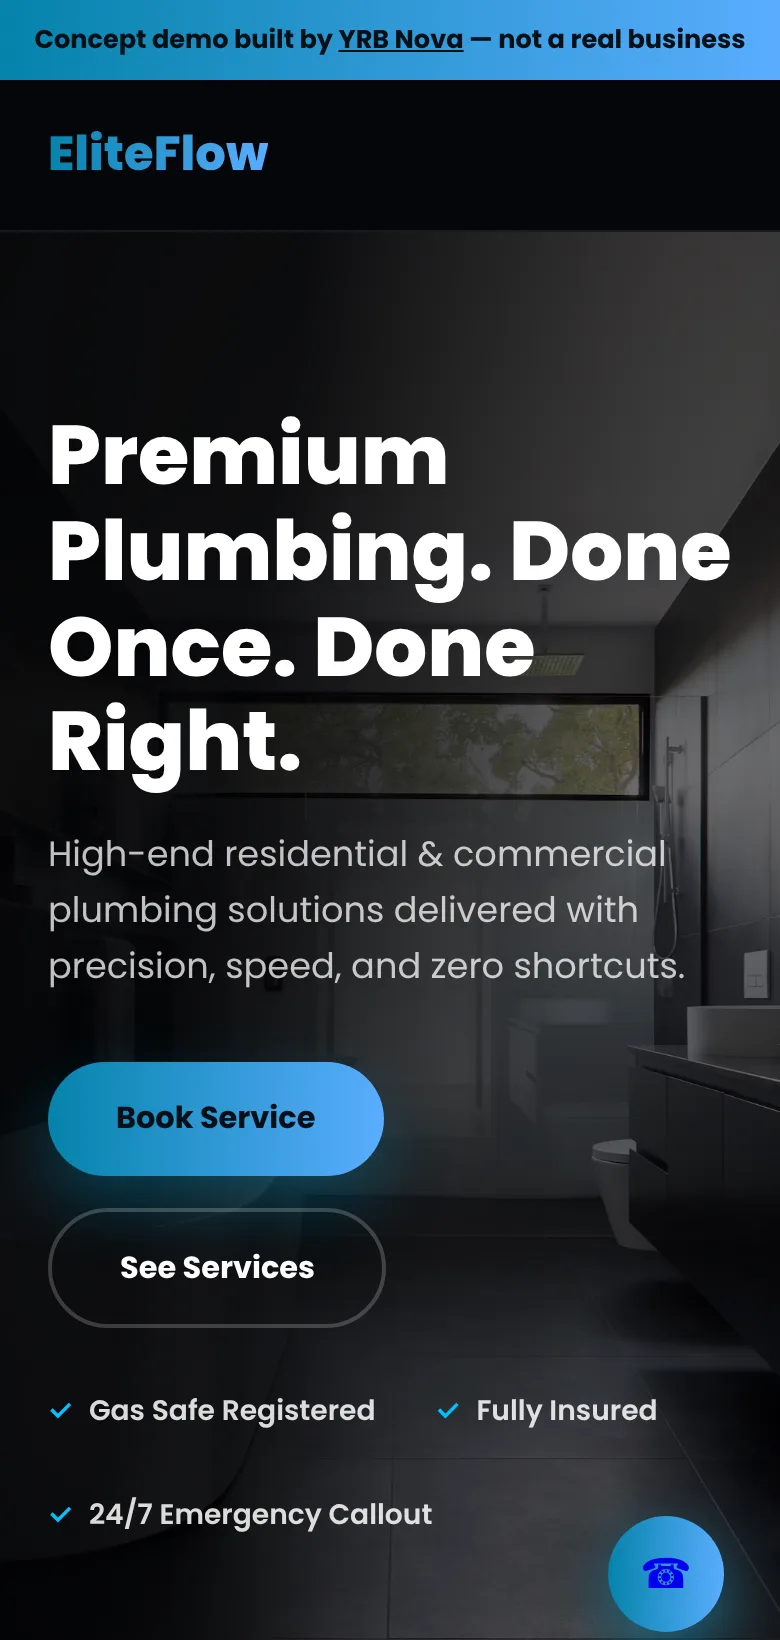 Concept demo built by YRB Nova — not a real business
EliteFlow
Premium
Plumbing. Done
Once. Done
Right.
High-end residential & commercial
plumbing solutions delivered with
precision, speed, and zero shortcuts.
Book Service
See Services
✓ Gas Safe Registered ✓ Fully Insured
✓ 24/7 Emergency Callout
☎